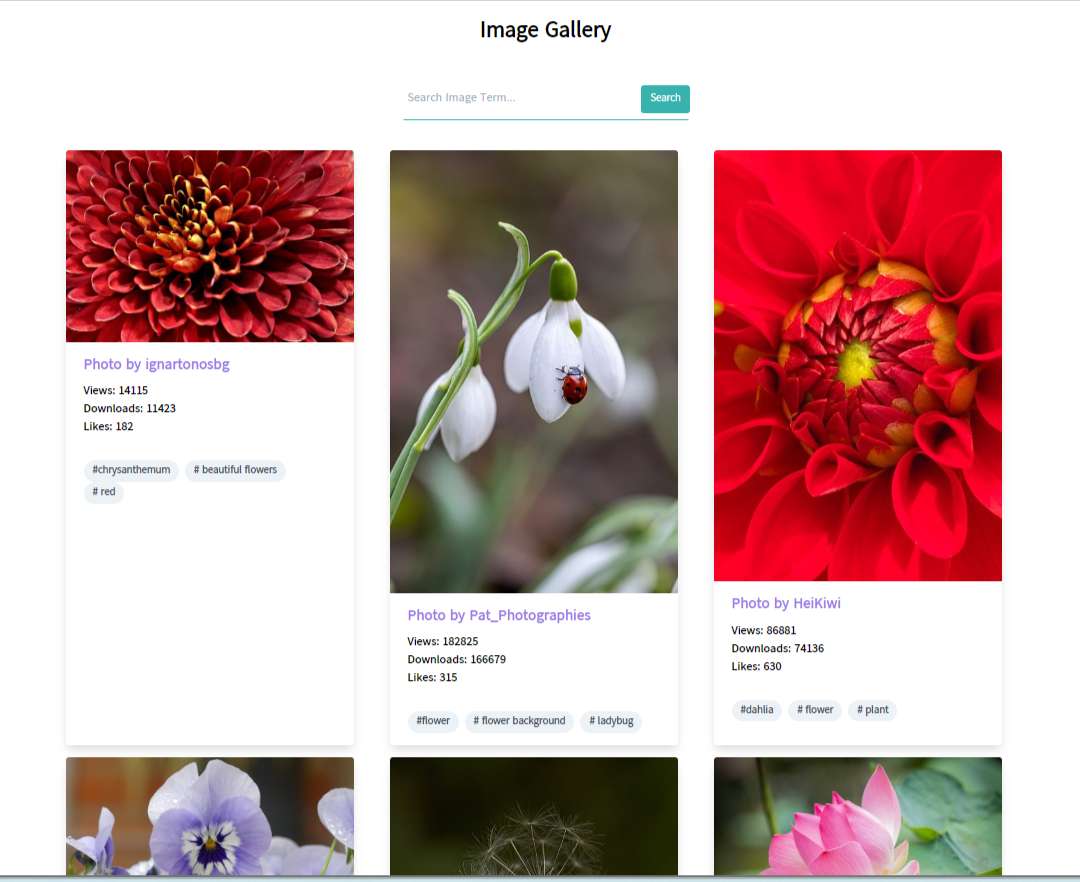 Image Gallery
Search Image Term...
Search
Photo by ignartonosbg
Views: 14115
Downloads: 11423
Likes: 182
#chrysanthemum
# beautiful flowers
# red
Photo by Pat_Photographies
Views: 182825
Downloads: 166679
Likes: 315
#flower
# flower background
# ladybug
Photo by HeiKiwi
Views: 86881
Downloads: 74136
Likes: 630
#dahlia
# flower
# plant